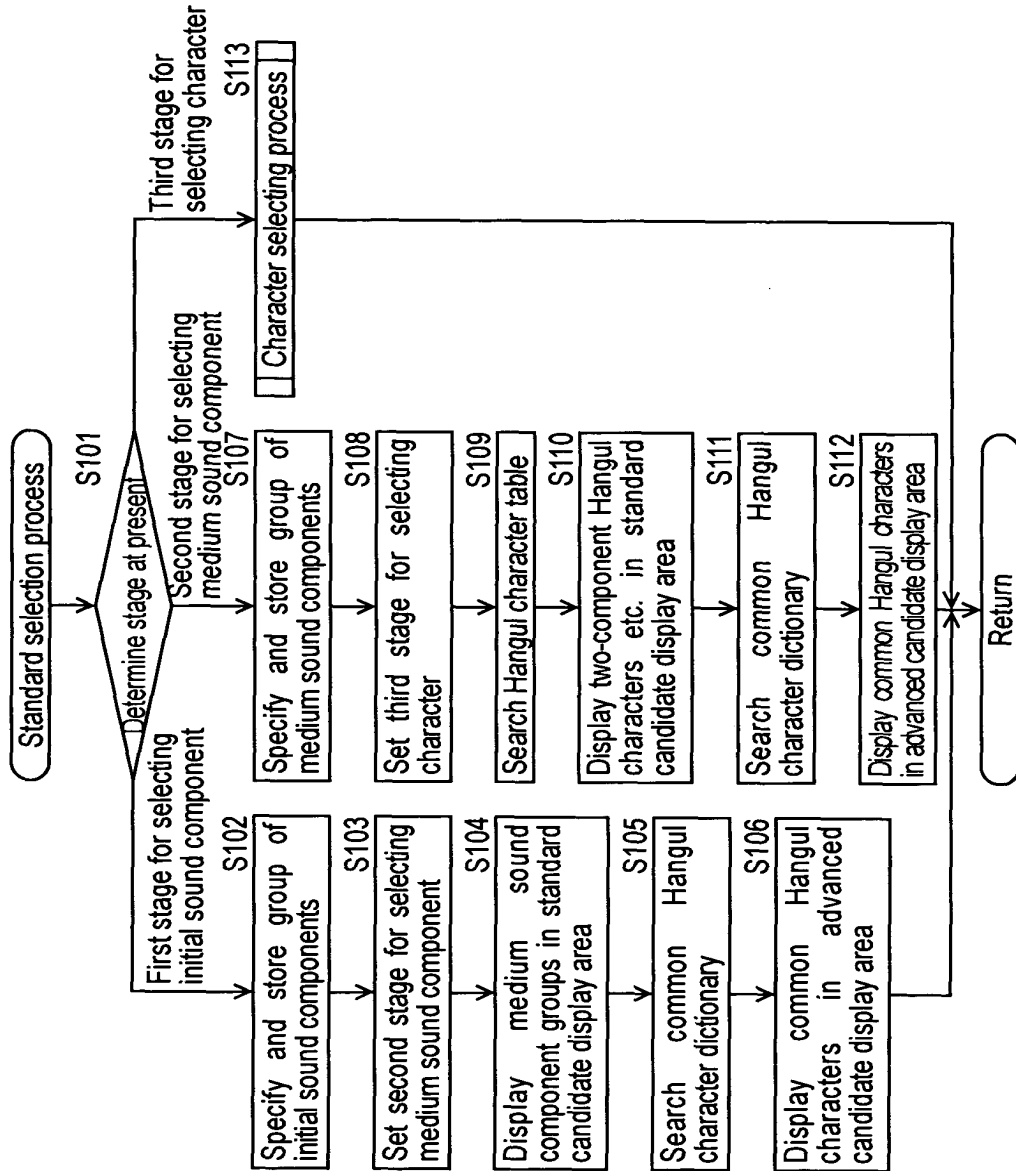 Standard selection process
S101
Determine stage at present
First stage for selecting
initial sound component
S102
Specify and store group of
initial sound components
S103
Set second stage for selecting
medium sound component
S104
Display medium sound
component groups in standard
candidate display area
S105
Search common Hangul
character dictionary
S106
Display common Hangul
characters in advanced
candidate display area
Second stage for selecting
medium sound component
S107
Specify and store group of
medium sound components
S108
Set third stage for selecting
character
S109
Search Hangul character table
S110
Display two-component Hangul
characters etc. in standard
candidate display area
S111
Search common Hangul
character dictionary
S112
Display common Hangul characters
in advanced candidate display area
Third stage for
selecting character
S113
Character selecting process
Return